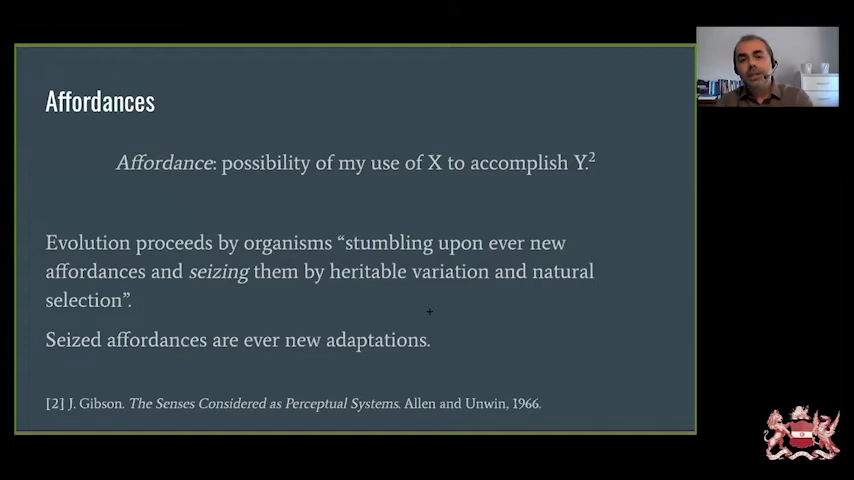 Affordances
Affordance: possibility of my use of X to accomplish Y.²
Evolution proceeds by organisms “stumbling upon ever new
affordances and seizing them by heritable variation and natural
selection”.
Seized affordances are ever new adaptations.
[2] J. Gibson. The Senses Considered as Perceptual Systems. Allen and Unwin, 1966.